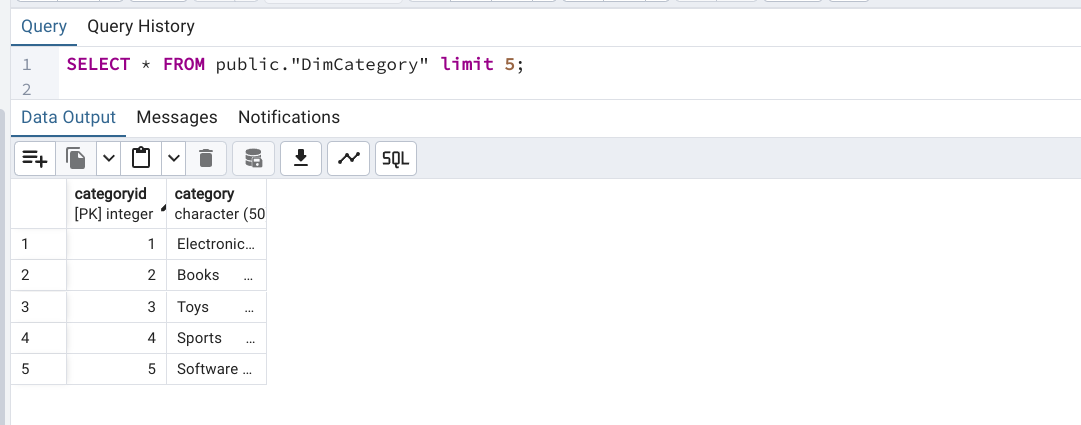 Query Query History
1 SELECT * FROM public."DimCategory" limit 5;
2
Data Output Messages Notifications
SQL
categoryid category
[PK] integer character (50
1 1 Electronic...
2 2 Books ...
3 3 Toys ...
4 4 Sports ...
5 5 Software ...